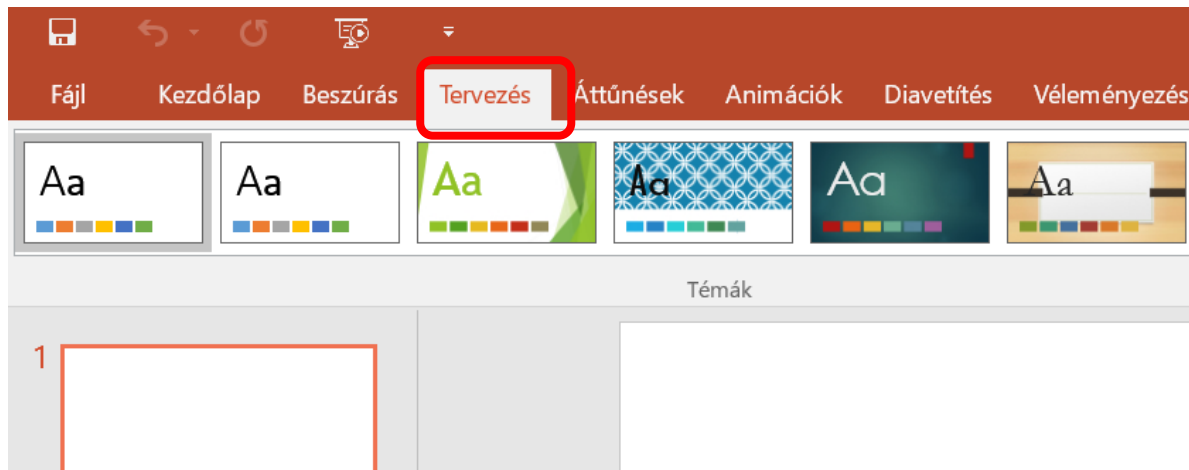 Fájl Kezdőlap Beszúrás Tervezés Áttűnések Animációk Diavetítés Véleményezés
Aa Aa Aa Aa Aa Aa
Témák
1